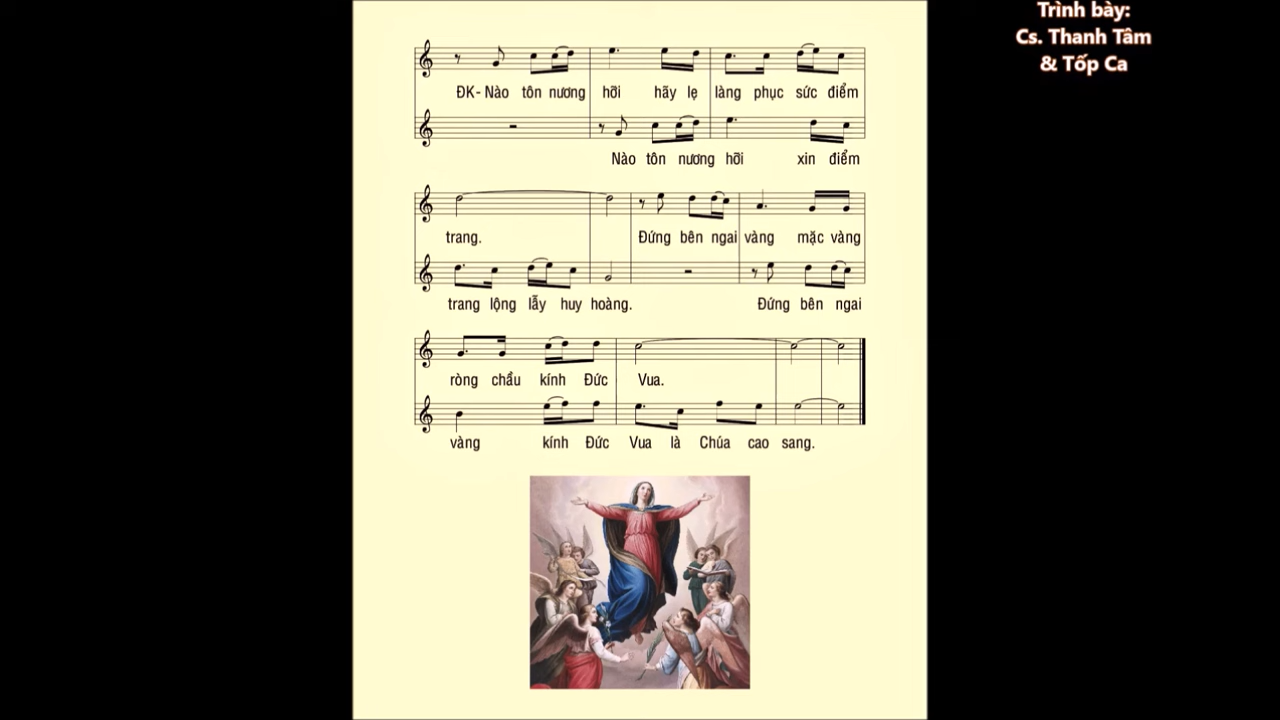 Trình bày:
Cs. Thanh Tâm
& Tốp Ca
ĐK- Nào tôn nương hỡi hãy lẹ làng phục sức điểm
Nào tôn nương hỡi xin điểm
trang. Đứng bên ngai vàng mặc vàng
trang lộng lẫy huy hoàng. Đứng bên ngai
ròng chầu kính Đức Vua.
vàng kính Đức Vua là Chúa cao sang.